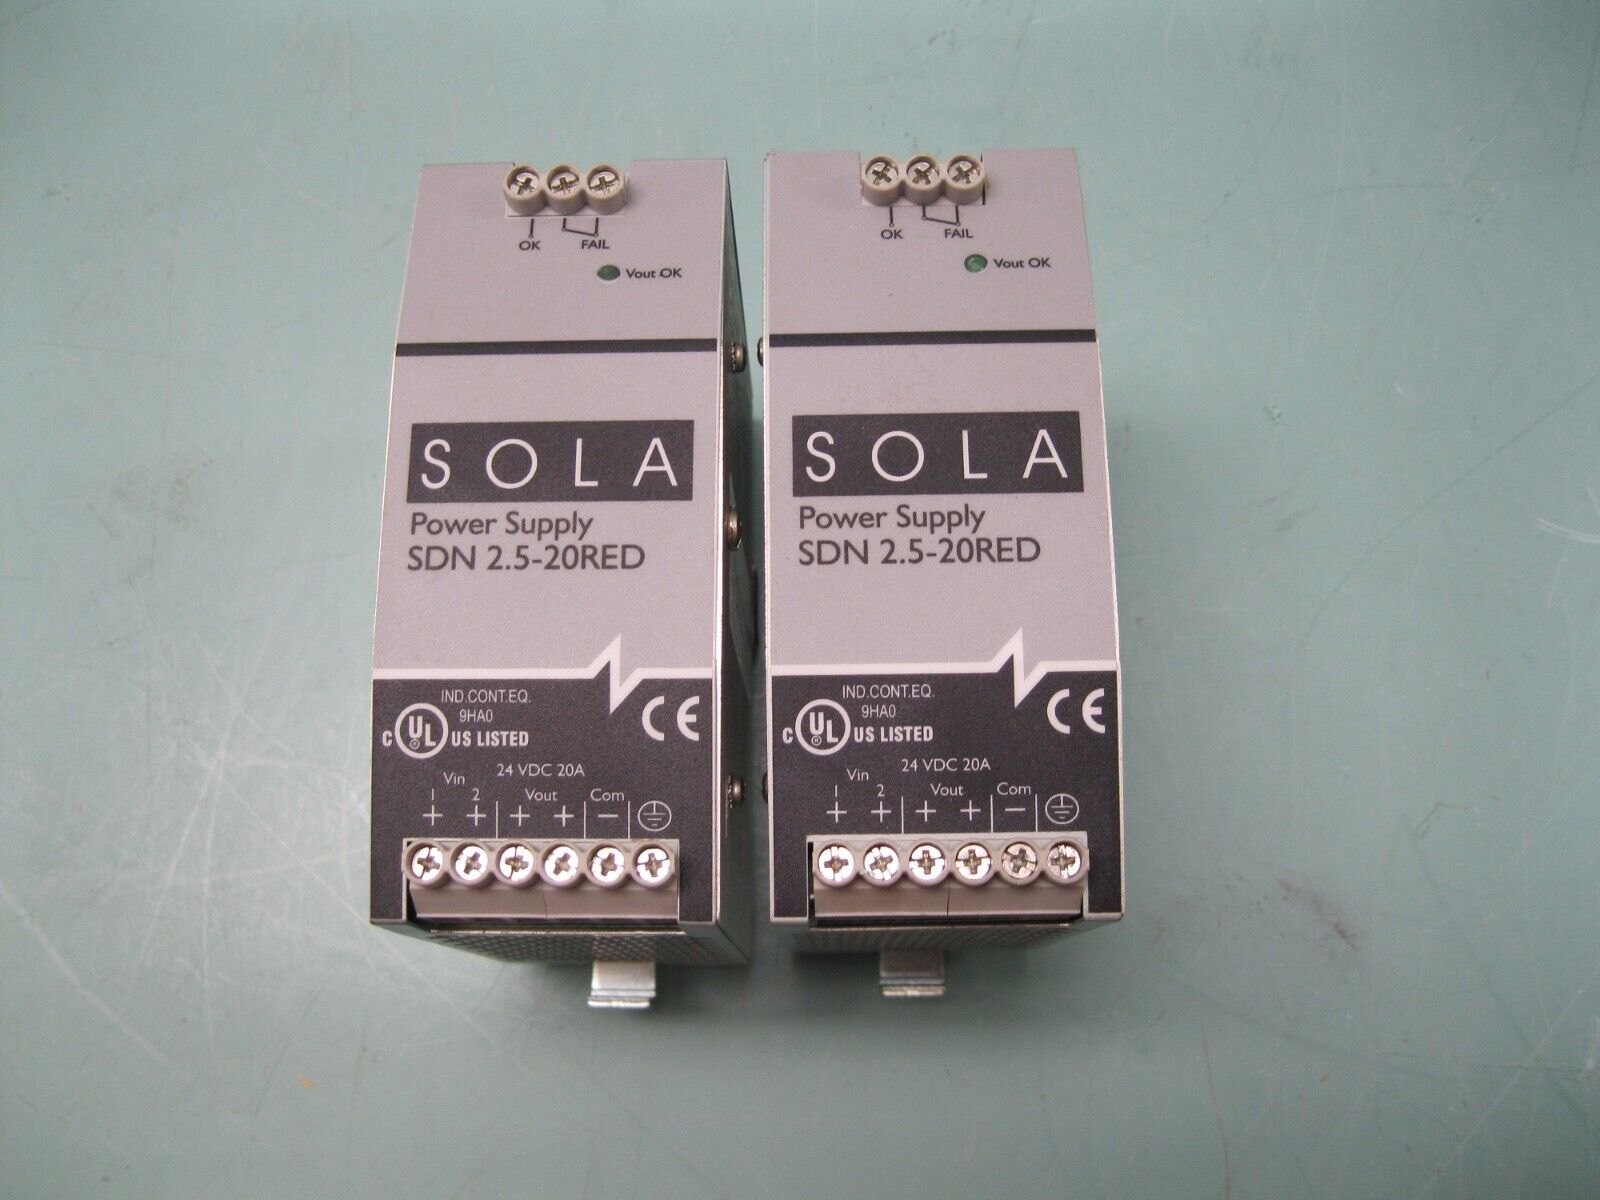 OK FAIL
Vout OK
SOLA
Power Supply
SDN 2.5-20RED
IND.CONT.EQ.
9HA0
C UL ® US LISTED
CE
24 VDC 20A
Vin Vout Com
1 2
+ + + + −
OK FAIL
Vout OK
SOLA
Power Supply
SDN 2.5-20RED
IND.CONT.EQ.
9HA0
C UL ® US LISTED
CE
24 VDC 20A
Vin Vout Com
1 2
+ + + + −